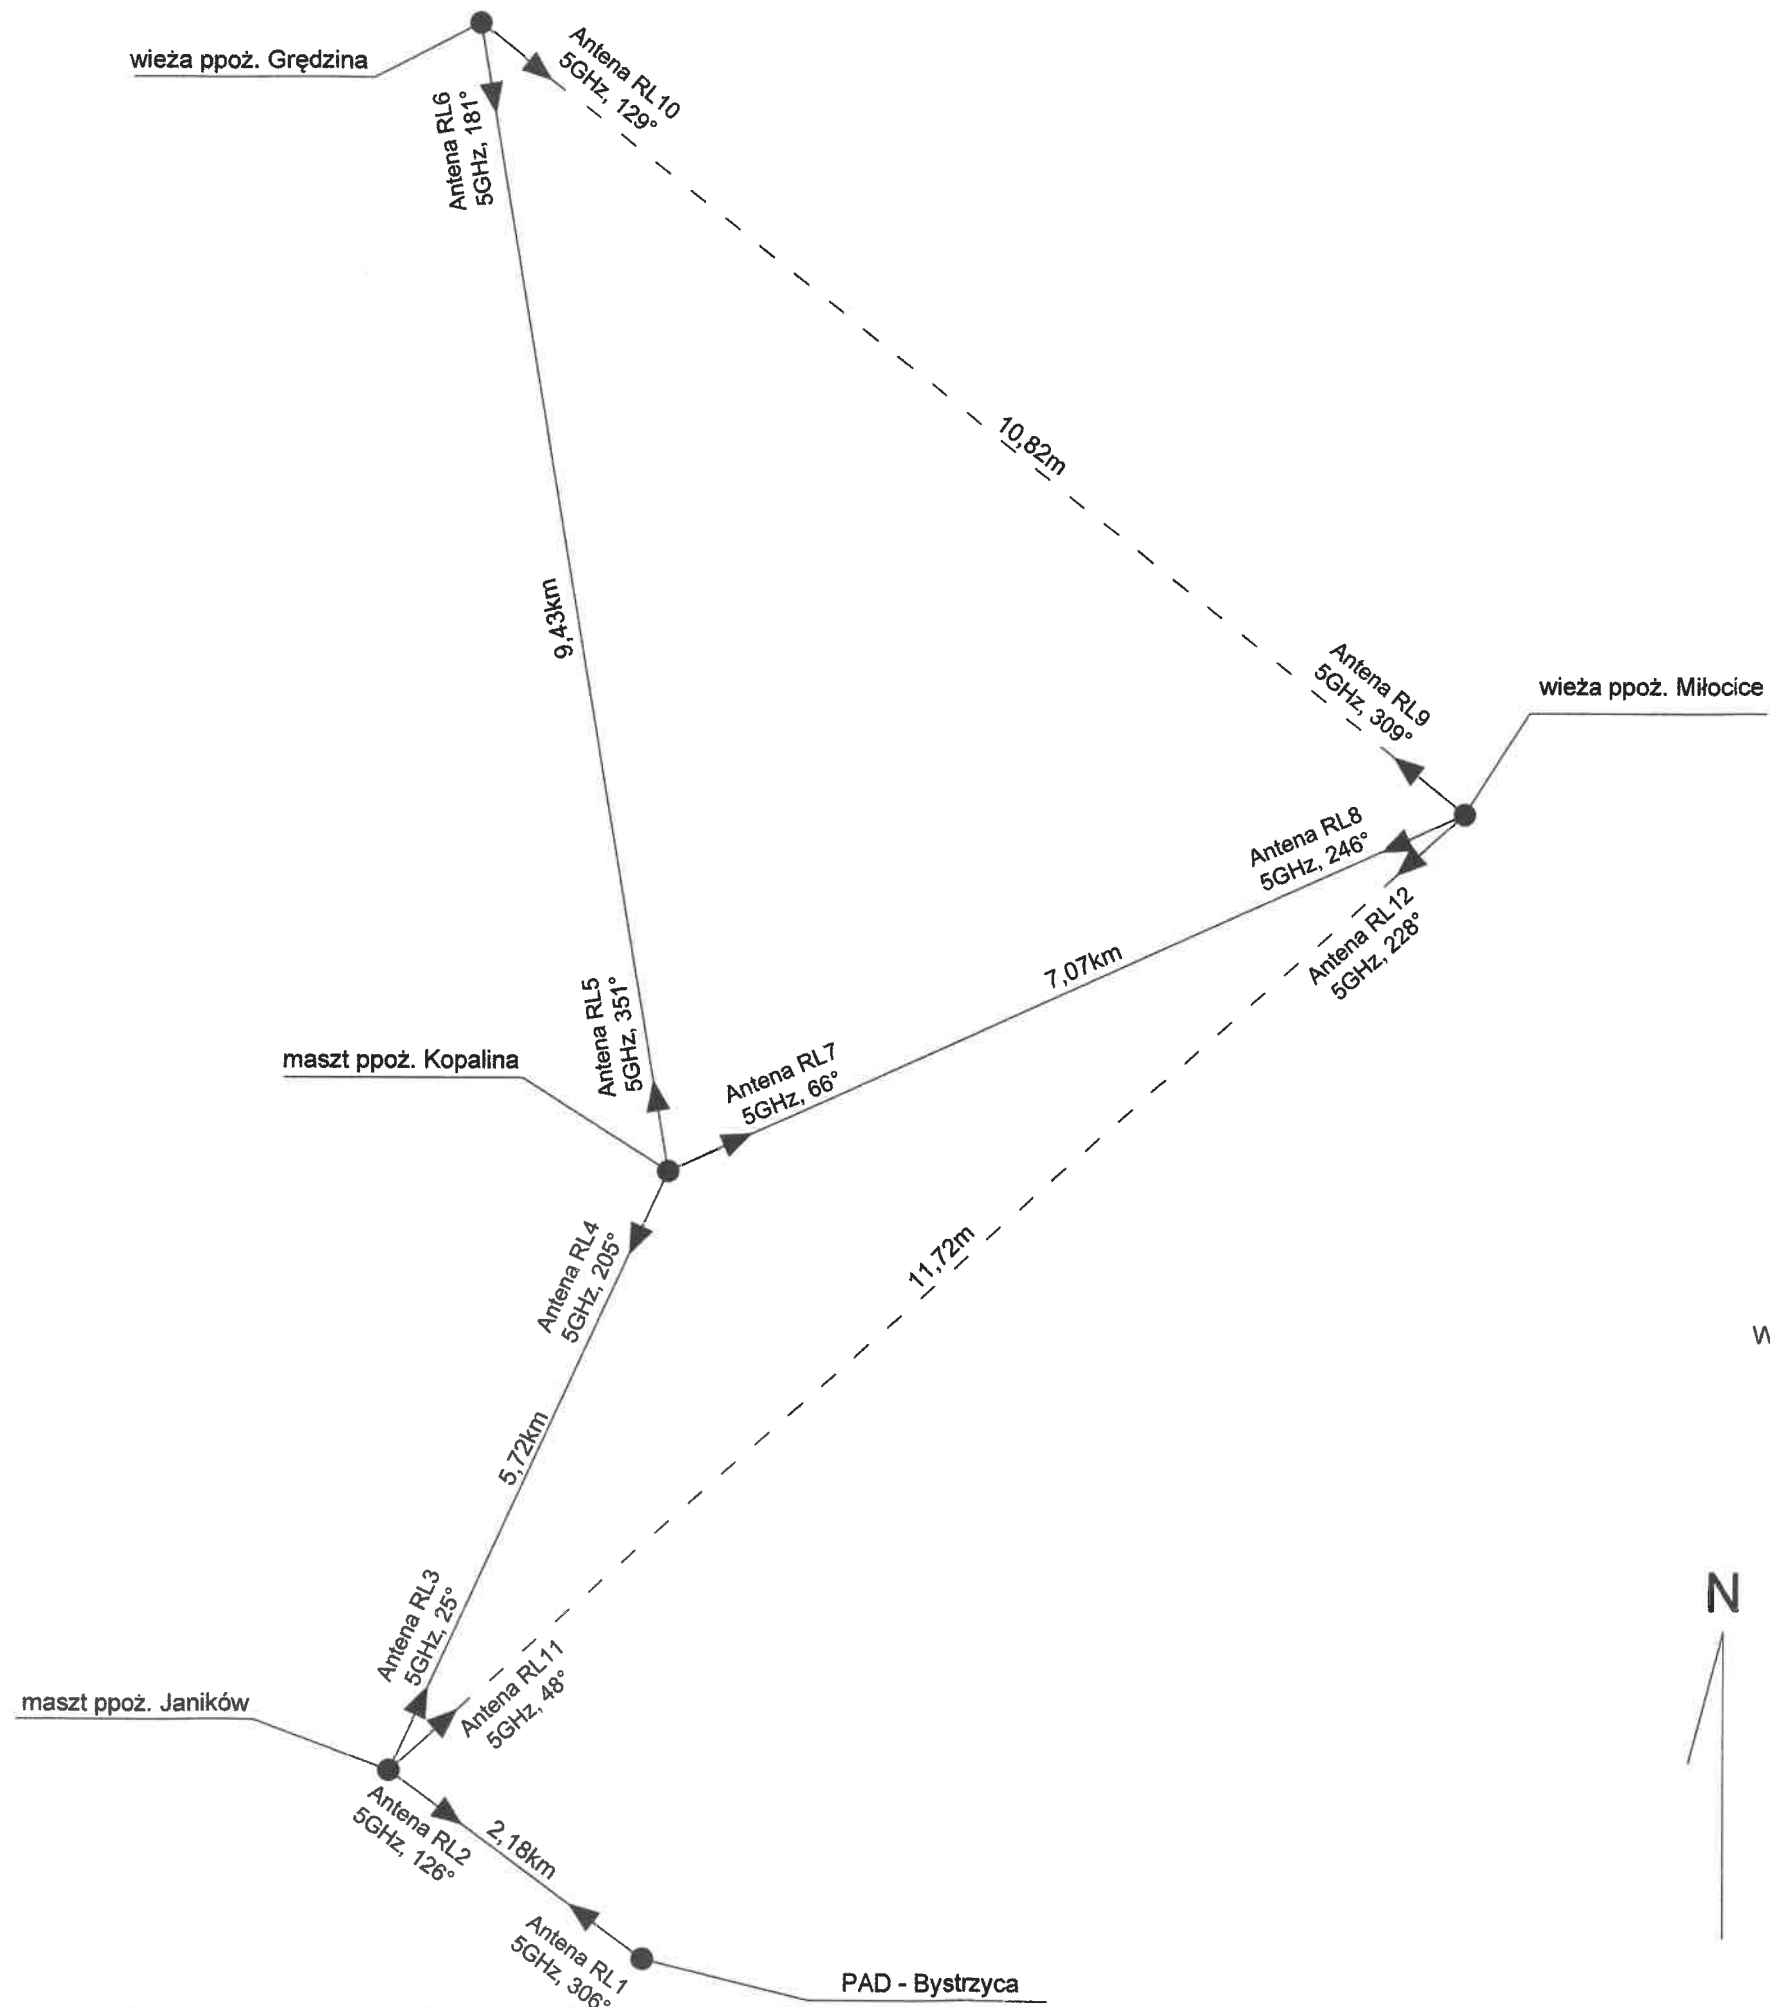 wieża ppoż. Grędzina
Antena RL10
5GHz, 129°
Antena RL6
5GHz, 181°
10,82m
9,43km
Antena RL9
5GHz, 309°
wieża ppoż. Miłocice
Antena RL8
5GHz, 246°
Antena RL12
5GHz, 228°
7,07km
Antena RL5
5GHz, 351°
maszt ppoż. Kopalina
Antena RL7
5GHz, 66°
Antena RL4
5GHz, 205°
11,72m
5,72km
N
Antena RL3
5GHz, 25°
Antena RL11
5GHz, 48°
maszt ppoż. Janików
Antena RL2
5GHz, 126°
2,18km
Antena RL1
5GHz, 306°
PAD - Bystrzyca